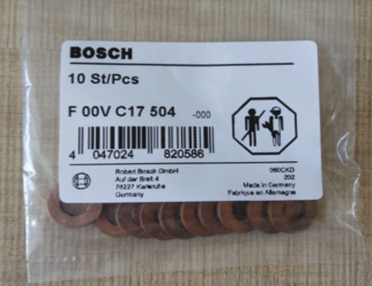 BOSCH
10 St/Pcs
F 00V C17 504 -000
4 047024 820586
Robert Bosch GmbH
Auf der Breit 4
76227 Karlsruhe
Germany
060CKD
202
Made in Germany
Fabriqué en Allemagne